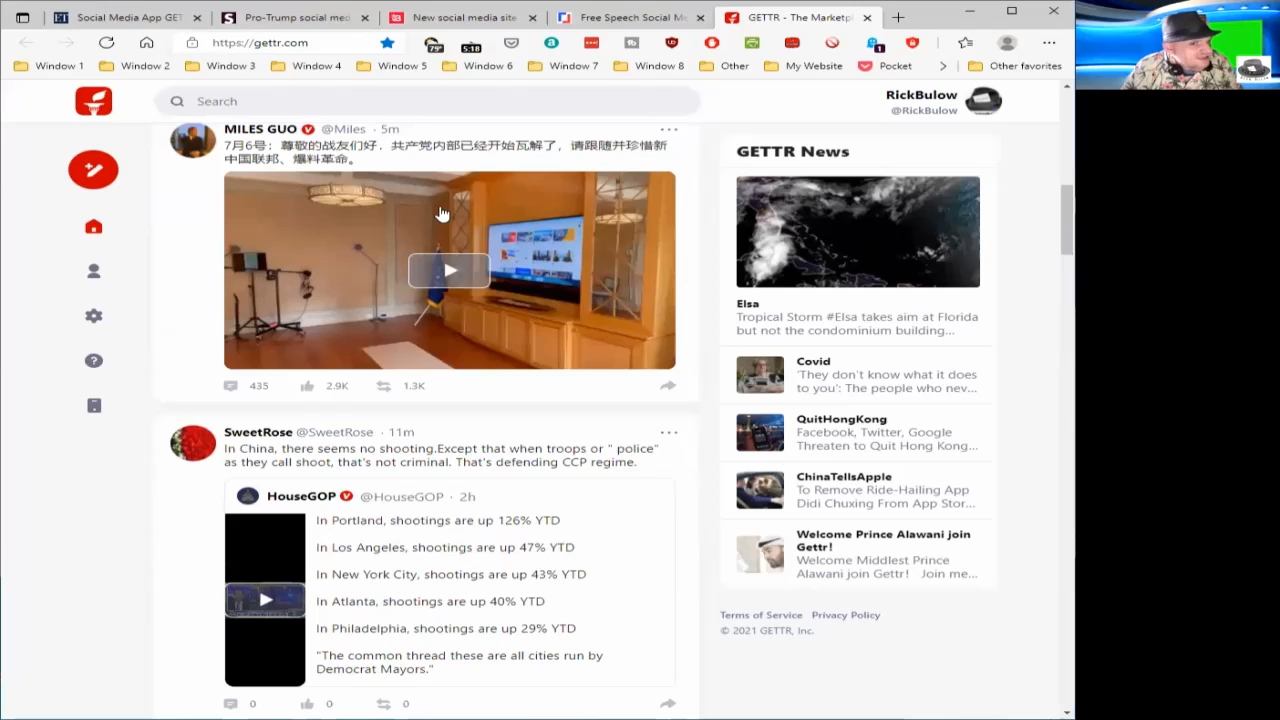 Social Media App GET
Pro-Trump social med
New social media site
Free Speech Social Me
GETTR - The Marketpl
https://gettr.com
79°
5:18
1
Window 1
Window 2
Window 3
Window 4
Window 5
Window 6
Window 7
Window 8
Other
My Website
Pocket
Other favorites
Search
RickBulow
@RickBulow
MILES GUO @Miles · 5m
7月6号：尊敬的战友们好．共产党内部已经开始瓦解了，请跟随并珍惜新
中国联邦、爆料革命。
435
2.9K
1.3K
SweetRose @SweetRose · 11m
In China, there seems no shooting.Except that when troops or " police"
as they call shoot, that's not criminal. That's defending CCP regime.
HouseGOP @HouseGOP · 2h
In Portland, shootings are up 126% YTD
In Los Angeles, shootings are up 47% YTD
In New York City, shootings are up 43% YTD
In Atlanta, shootings are up 40% YTD
In Philadelphia, shootings are up 29% YTD
"The common thread these are all cities run by
Democrat Mayors."
0
0
0
GETTR News
Elsa
Tropical Storm #Elsa takes aim at Florida
but not the condominium building...
Covid
'They don't know what it does
to you': The people who nev...
QuitHongKong
Facebook, Twitter, Google
Threaten to Quit Hong Kong...
ChinaTellsApple
To Remove Ride-Hailing App
Didi Chuxing From App Stor...
Welcome Prince Alawani join
Gettr!
Welcome Middlest Prince
Alawani join Gettr! Join me...
Terms of Service Privacy Policy
© 2021 GETTR, Inc.